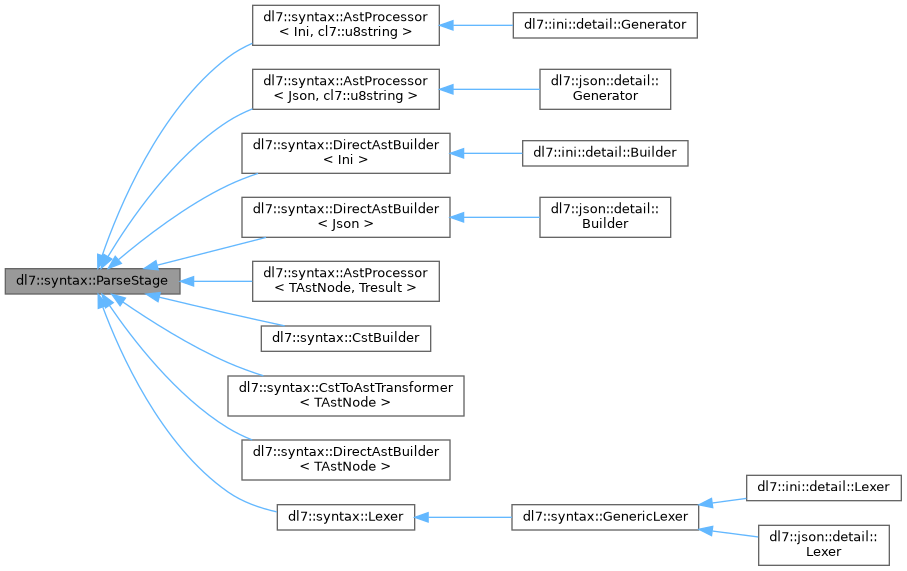 dl7::syntax::AstProcessor
< Ini, cl7::u8string >
dl7::ini::detail::Generator
dl7::syntax::AstProcessor
< Json, cl7::u8string >
dl7::json::detail::
Generator
dl7::syntax::DirectAstBuilder
< Ini >
dl7::ini::detail::Builder
dl7::syntax::DirectAstBuilder
< Json >
dl7::json::detail::
Builder
dl7::syntax::ParseStage
dl7::syntax::AstProcessor
< TAstNode, Tresult >
dl7::syntax::CstBuilder
dl7::syntax::CstToAstTransformer
< TAstNode >
dl7::syntax::DirectAstBuilder
< TAstNode >
dl7::syntax::Lexer
dl7::syntax::GenericLexer
dl7::ini::detail::Lexer
dl7::json::detail::
Lexer